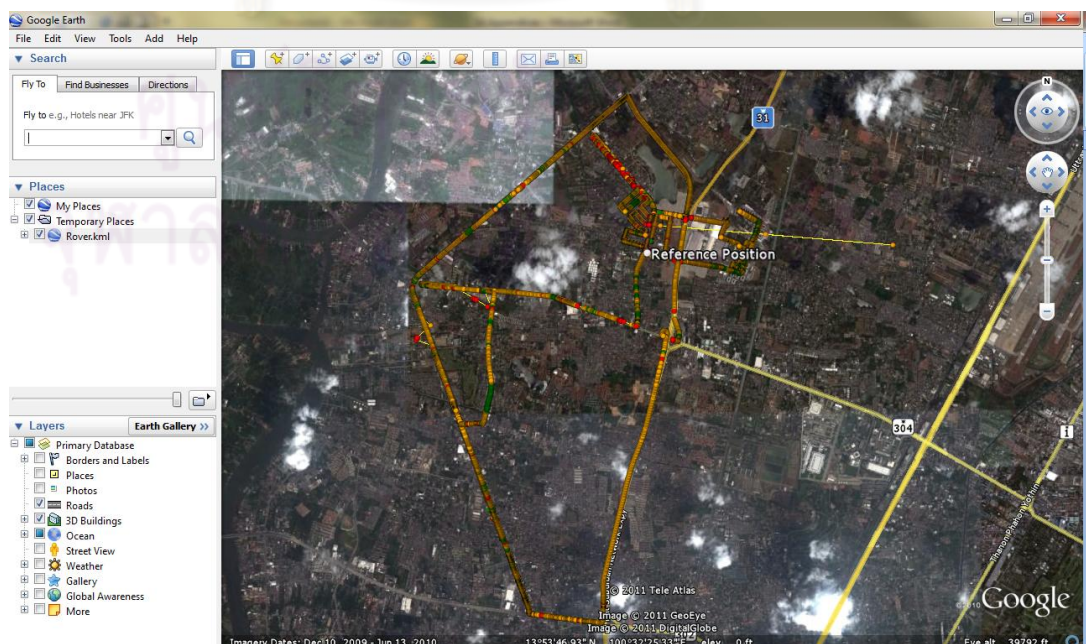 Google Earth
File Edit View Tools Add Help
Search
Fly To Find Businesses Directions
Fly to e.g., Hotels near JFK
Places
My Places
Temporary Places
Rover.kml
Layers
Earth Gallery >>
Primary Database
Borders and Labels
Places
Photos
Roads
3D Buildings
Ocean
Street View
Weather
Gallery
Global Awareness
More
N
31
Reference Position
304
i
© 2011 Tele Atlas
Image © 2011 GeoEye
Image © 2011 DigitalGlobe
©2010 Google
Imagery Dates: Dec 10, 2009 - Jun 13, 2010 13°53'46.93" N 100°32'25.33" E elev 0 ft Eye alt 39792 ft